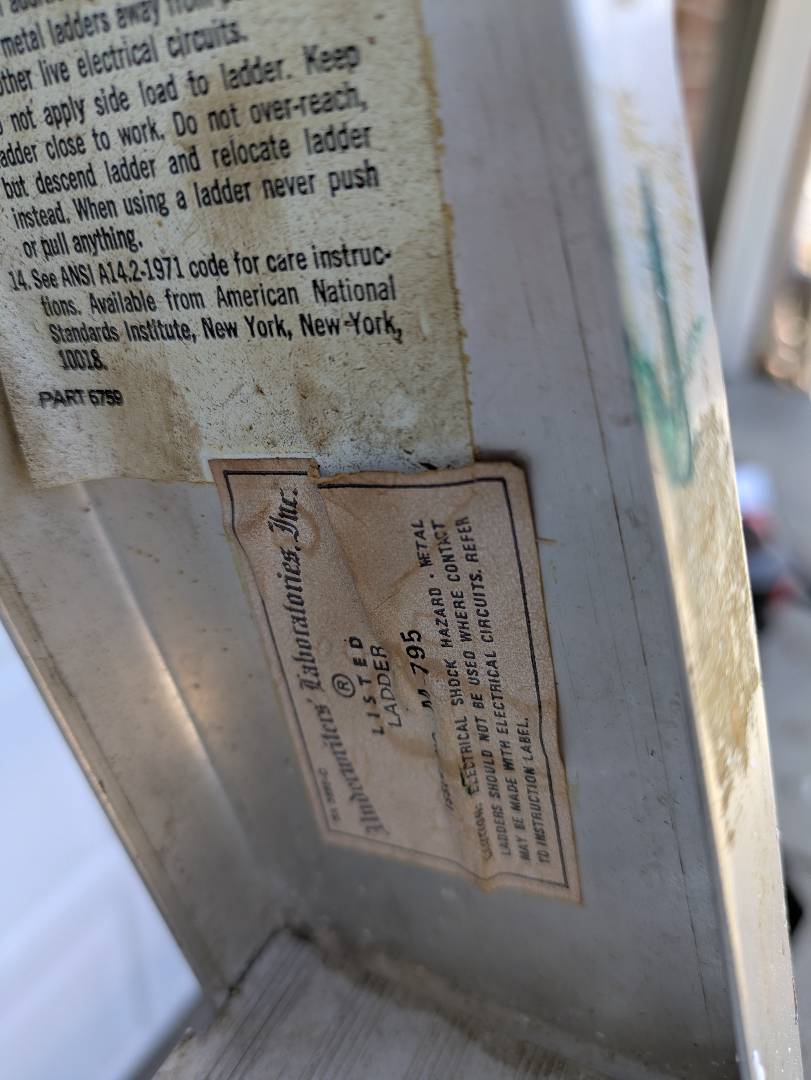 metal ladders away from
other live electrical circuits.
not apply side load to ladder. Keep
ladder close to work. Do not over-reach,
but descend ladder and relocate ladder
instead. When using a ladder never push
or pull anything.
14. See ANSI A14.2-1971 code for care instruc-
tions. Available from American National
Standards Institute, New York, New York,
10018.
PART 6759
Underwriters' Laboratories, Inc.
®
LISTED
LADDER
795
CAUTION: ELECTRICAL SHOCK HAZARD - METAL
LADDERS SHOULD NOT BE USED WHERE CONTACT
MAY BE MADE WITH ELECTRICAL CIRCUITS. REFER
TO INSTRUCTION LABEL.